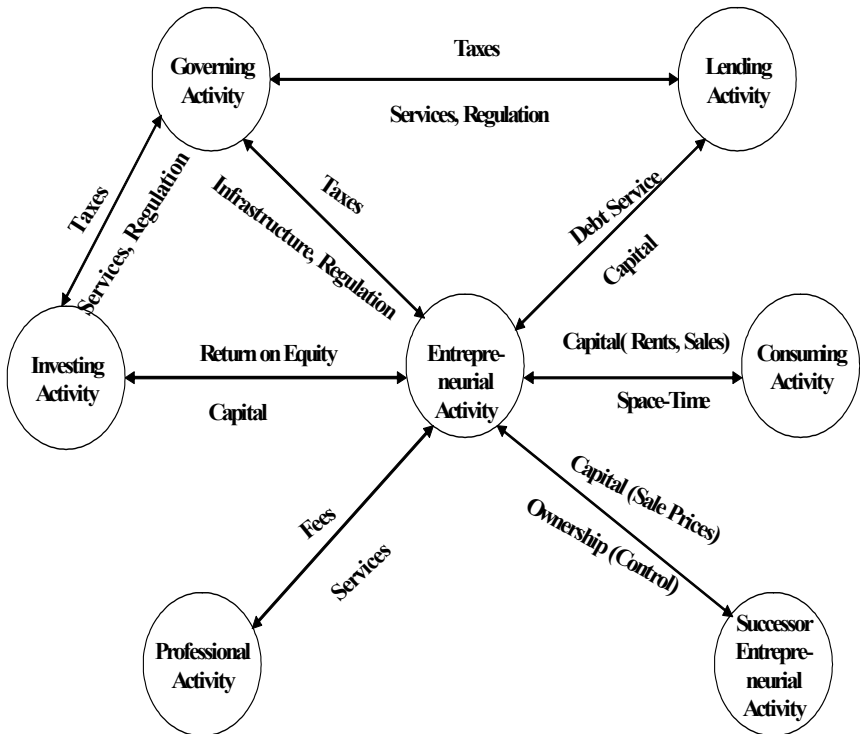 Governing
Activity
Taxes
Lending
Activity
Services, Regulation
Taxes
Services, Regulation
Taxes
Infrastructure, Regulation
Debt Service
Capital
Investing
Activity
Return on Equity
Capital
Entrepre-
neurial
Activity
Capital( Rents, Sales)
Space-Time
Consuming
Activity
Fees
Services
Capital (Sale Prices)
Ownership (Control)
Professional
Activity
Successor
Entrepre-
neurial
Activity